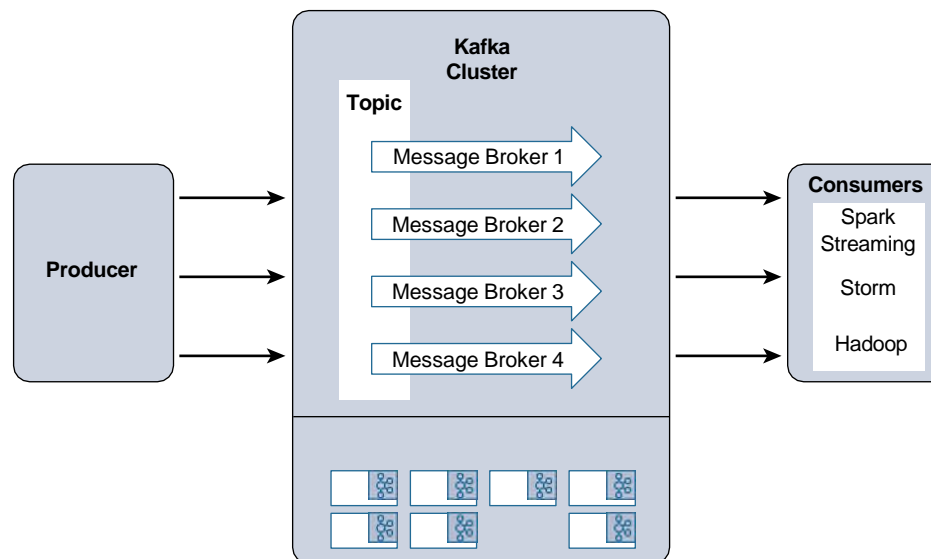 Kafka
Cluster
Topic
Message Broker 1
Message Broker 2
Message Broker 3
Message Broker 4
Producer
Consumers
Spark
Streaming
Storm
Hadoop